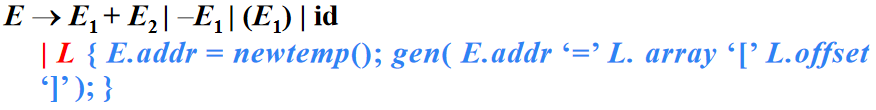 E → E₁ + E₂ | –E₁ | (E₁) | id
| L { E.addr = newtemp(); gen( E.addr ‘=’ L. array ‘[’ L.offset
‘]’ ); }